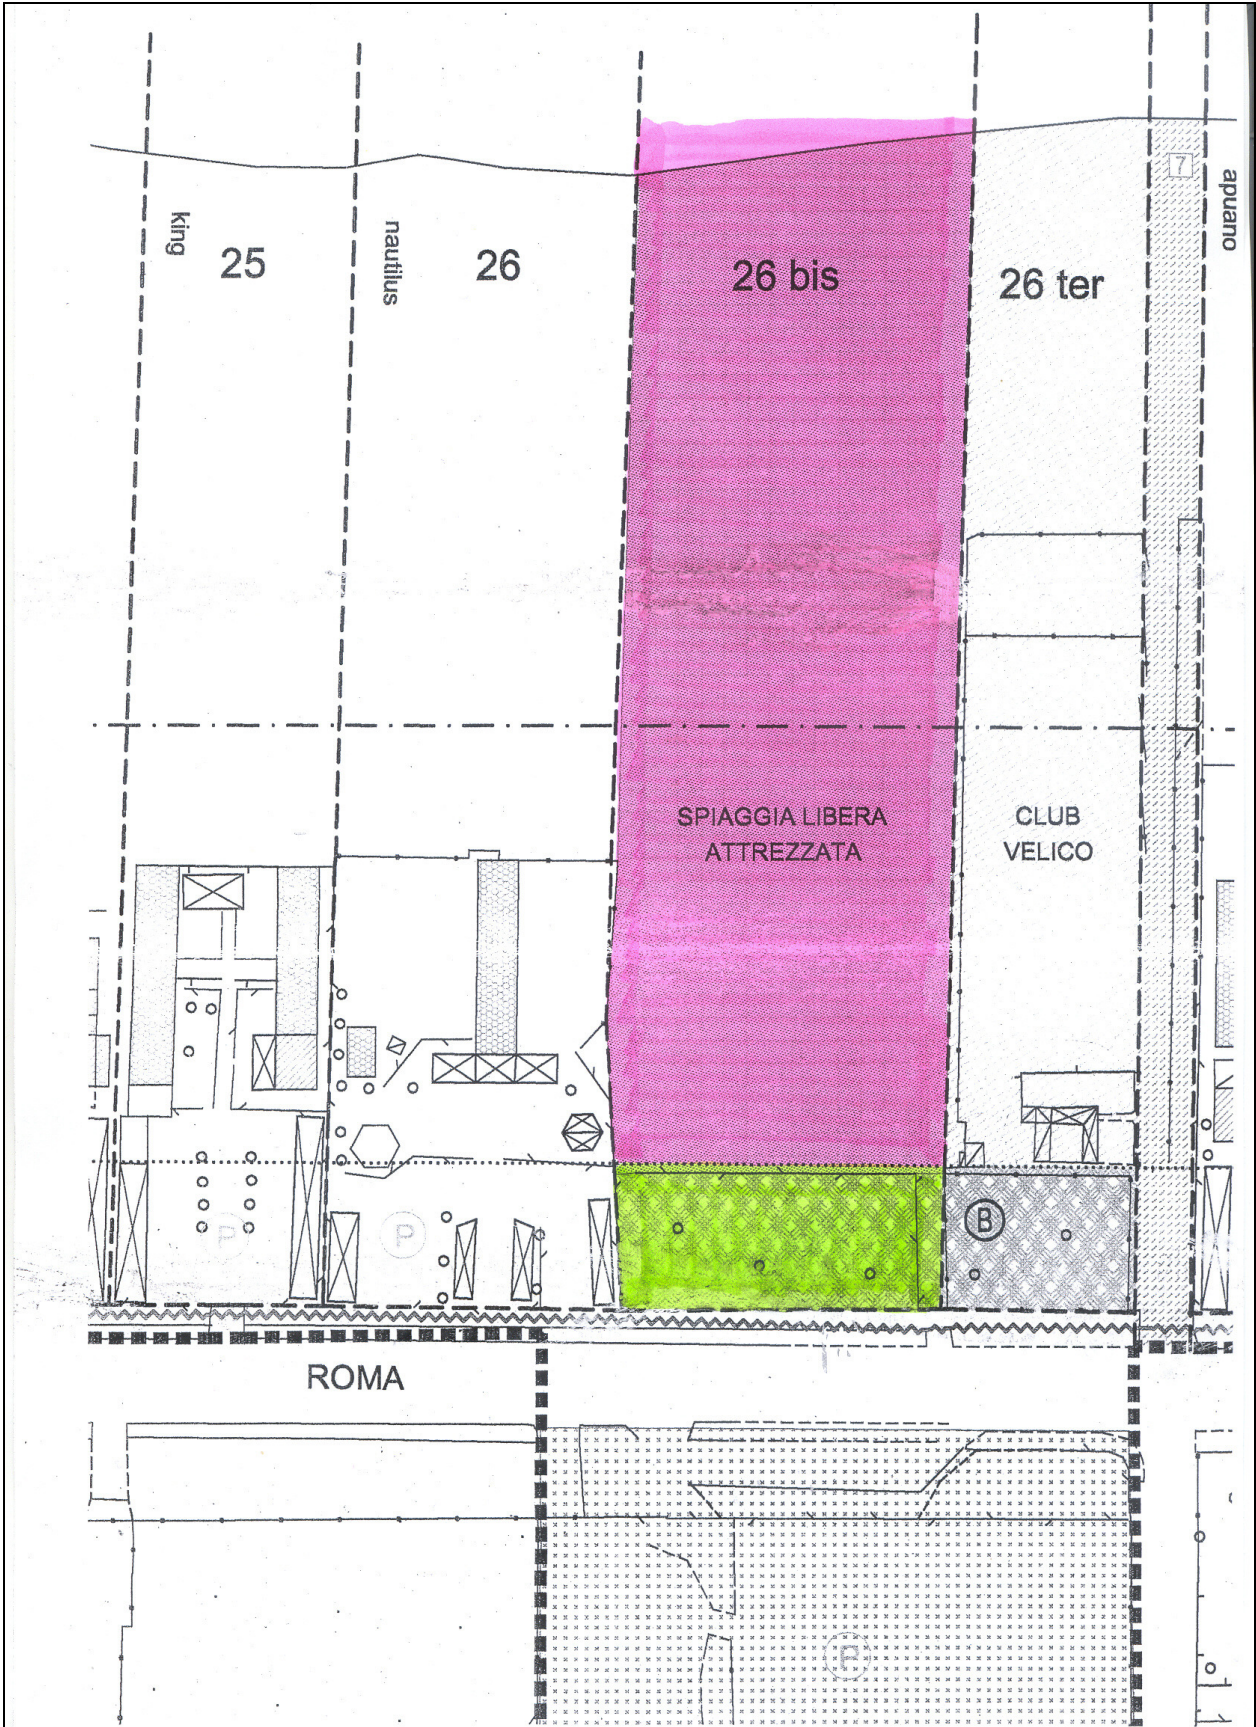 7
apuano
king
25
nautilus
26
26 bis
26 ter
SPIAGGIA LIBERA
ATTREZZATA
CLUB
VELICO
P
P
B
ROMA
P